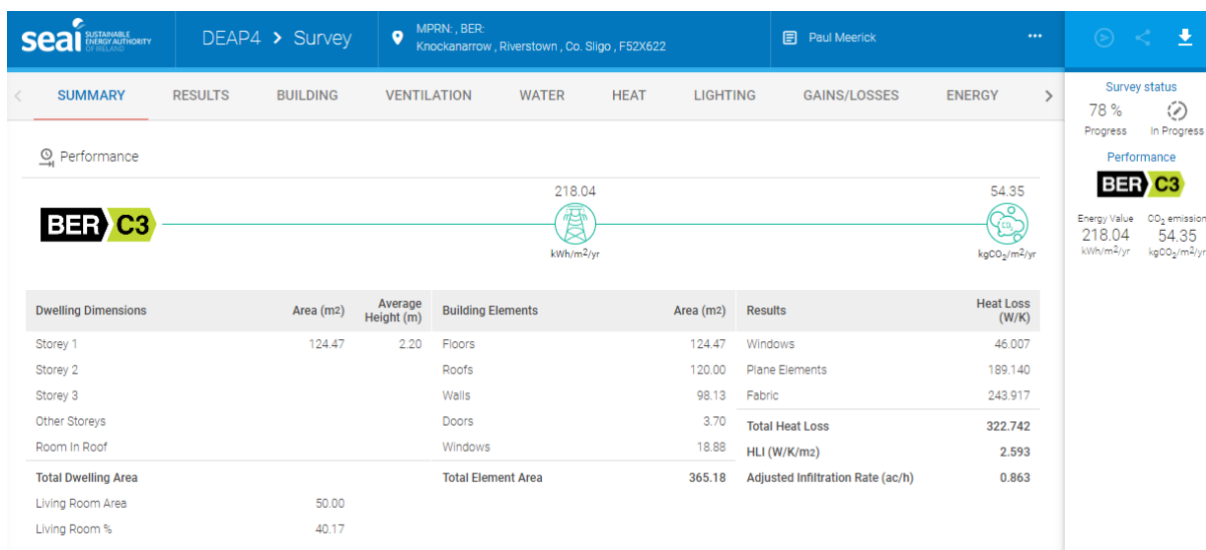 seai SUSTAINABLE ENERGY AUTHORITY OF IRELAND
DEAP4 > Survey
MPRN: , BER:
Knockanarrow , Riverstown , Co. Sligo , F52X622
Paul Meerick
...
SUMMARY RESULTS BUILDING VENTILATION WATER HEAT LIGHTING GAINS/LOSSES ENERGY
Survey status
78 %
Progress In Progress
Performance
BER C3
Energy Value CO2 emission
218.04 54.35
kWh/m2/yr kgCO2/m2/yr
Performance
218.04 54.35
BER C3
CO2
kWh/m2/yr kgCO2/m2/yr
Dwelling Dimensions Area (m2) Average Height (m) Building Elements Area (m2) Results Heat Loss (W/K)
Storey 1 124.47 2.20 Floors 124.47 Windows 46.007
Storey 2 Roofs 120.00 Plane Elements 189.140
Storey 3 Walls 98.13 Fabric 243.917
Other Storeys Doors 3.70 Total Heat Loss 322.742
Room In Roof Windows 18.88 HLI (W/K/m2) 2.593
Total Dwelling Area Total Element Area 365.18 Adjusted Infiltration Rate (ac/h) 0.863
Living Room Area 50.00
Living Room % 40.17